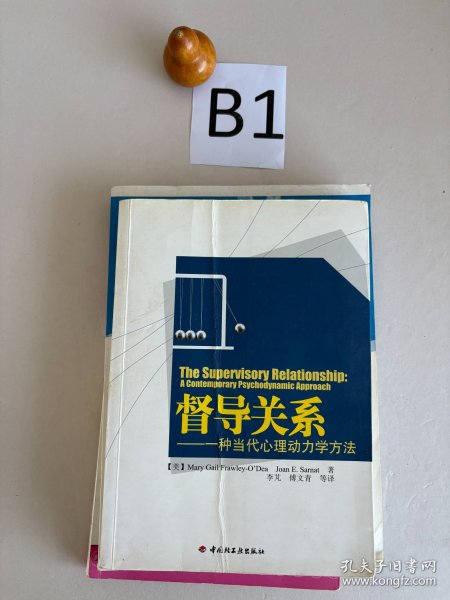 B1
The Supervisory Relationship:
A Contemporary Psychodynamic Approach
督导关系
——一种当代心理动力学方法
【美】Mary Gail Frawley-O'Dea Joan E. Sarnat 著
李芃 傅文青 等译
中国轻工业出版社
孔夫子旧书网
www.kongfz.com